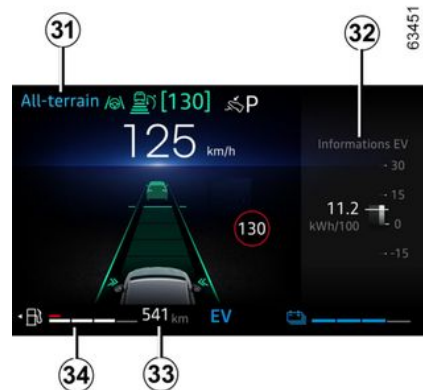 31
32
63451
All-terrain [130] P
125 km/h
Informations EV
30
15
11.2
kWh/100
0
-15
130
541 km EV
34
33